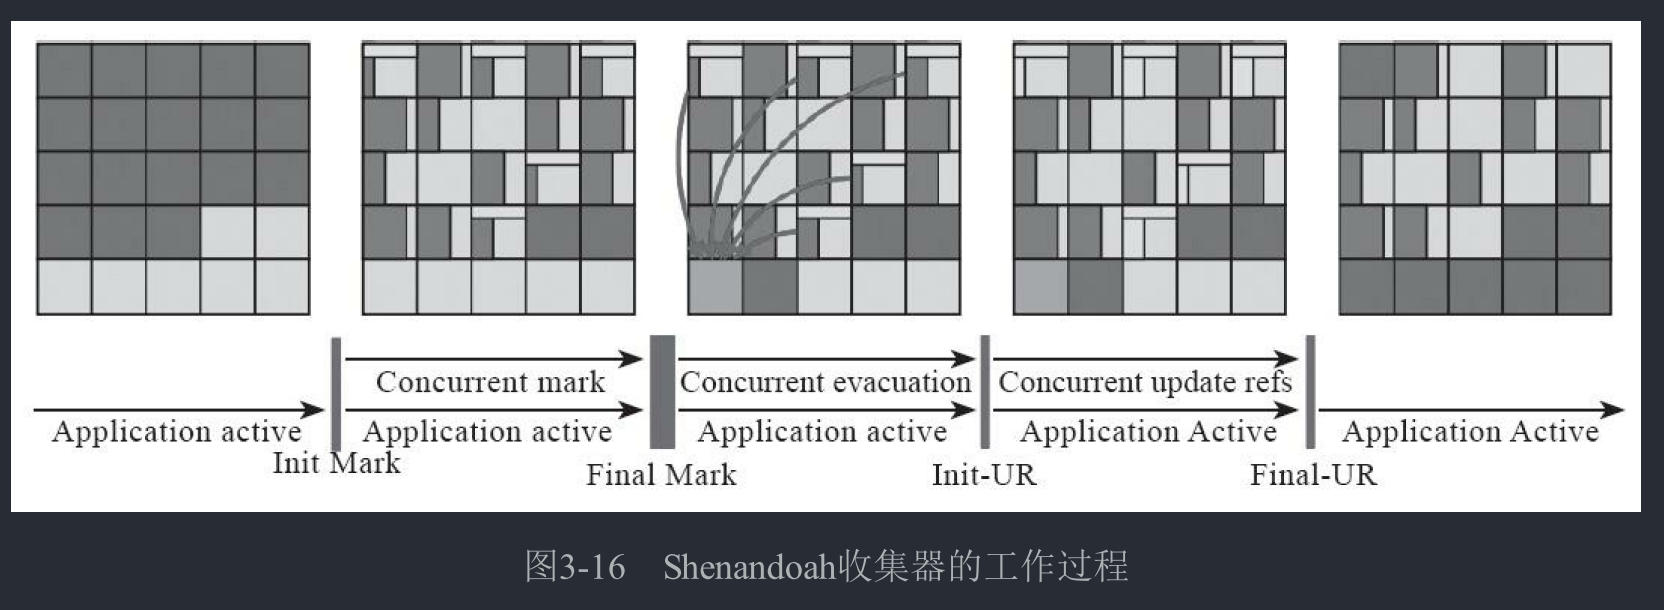 Concurrent mark
Concurrent evacuation
Concurrent update refs
Application active
Application active
Application active
Application Active
Application Active
Init Mark
Final Mark
Init-UR
Final-UR
图3-16 Shenandoah收集器的工作过程